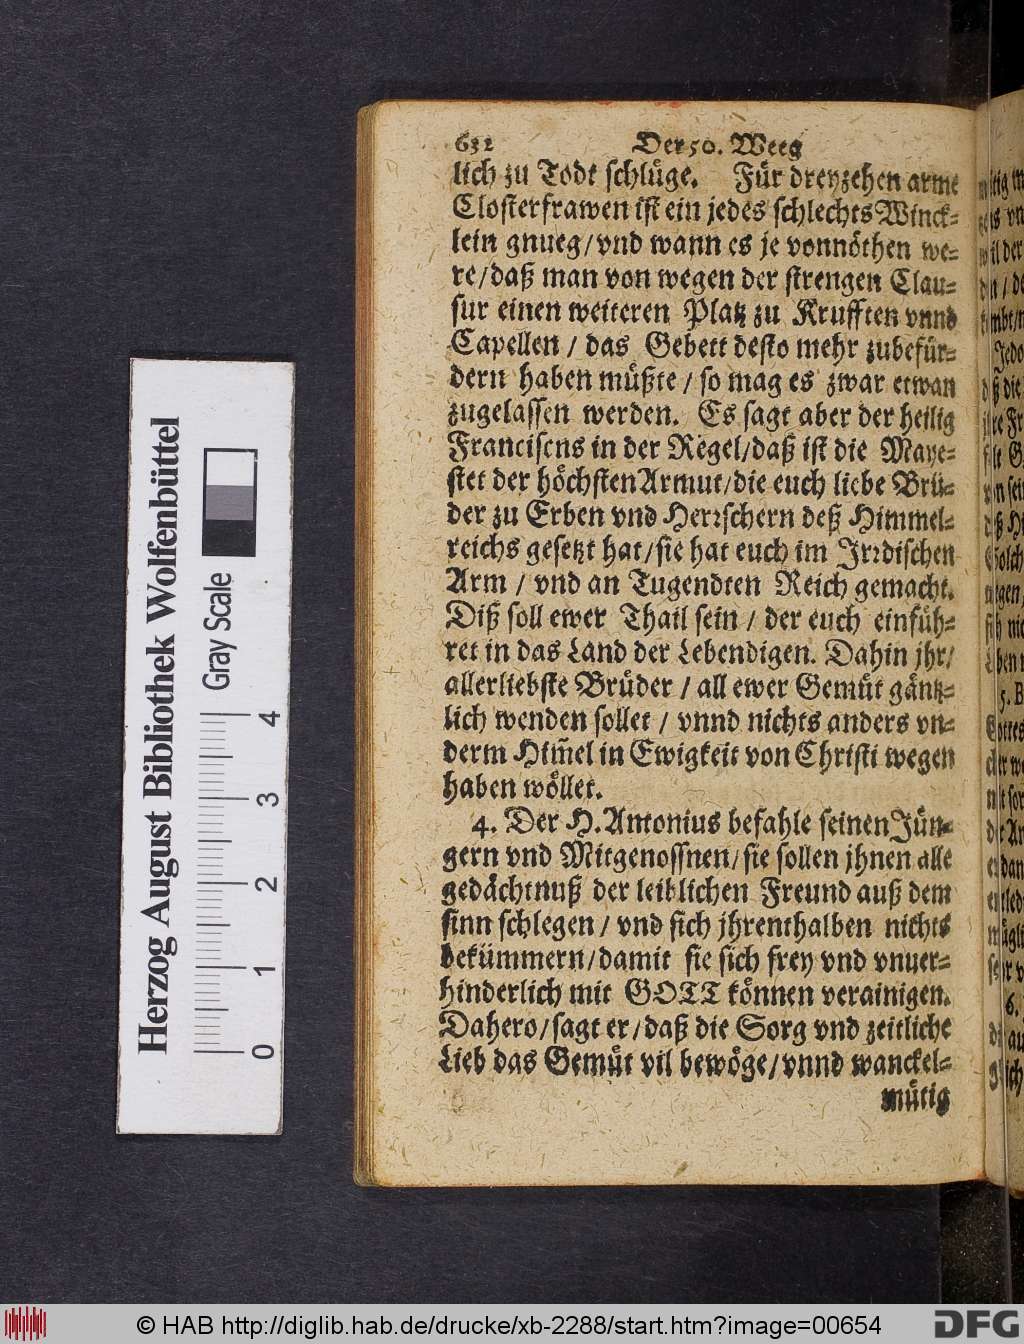 632 Der 50. Weeg
lich zu Todt schlüge. Für dreyzehen arme
Closterfrawen ist ein jedes schlechts Winck-
lein gnueg/vnd wann es je vonnöthen we-
re/daß man von wegen der strengen Clau-
sur einen weiteren Platz zu Krufften vnnd
Capellen / das Gebett desto mehr zubefür-
dern haben müßte / so mag es zwar etwan
zugelassen werden. Es sagt aber der heilig
Franciscus in der Regel/daß ist die Maye-
stet der höchsten Armut/die euch liebe Brü-
der zu Erben vnd Herrschern deß Himmel-
reichs gesetzt hat/sie hat euch im Jrrdischen
Arm / vnd an Tugendten Reich gemacht.
Diß soll ewer Thail sein / der euch einfüh-
ret in das Land der Lebendigen. Dahin jhr/
allerliebste Brüder / all ewer Gemüt gäntz-
lich wenden sollet / vnnd nichts anders vn-
derm Him̃el in Ewigkeit von Christi wegen
haben wöllet.
4. Der H. Antonius befahle seinen Jün-
gern vnd Mitgenossnen/sie sollen jhnen alle
gedächtnuß der leiblichen Freund auß dem
sinn schlegen / vnd sich jhrenthalben nichts
bekümmern/damit sie sich frey vnd vnuer-
hinderlich mit GOTT können verainigen.
Dahero/sagt er/daß die Sorg vnd zeitliche
Lieb das Gemüt vil bewöge/vnnd wanckel-
mütig
Herzog August Bibliothek Wolfenbüttel
Gray Scale
0 1 2 3 4
© HAB http://diglib.hab.de/drucke/xb-2288/start.htm?image=00654
DFG